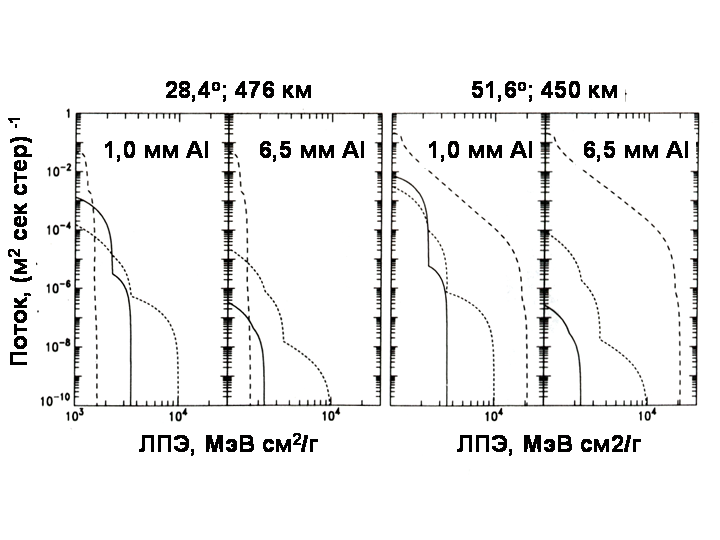 28,4º; 476 км
51,6º; 450 км
Поток, (м² сек стер) ⁻¹
1
10⁻²
10⁻⁴
10⁻⁶
10⁻⁸
10⁻¹⁰
1,0 мм Al
6,5 мм Al
1,0 мм Al
6,5 мм Al
10³
10⁴
10⁴
10⁴
10⁴
ЛПЭ, МэВ см²/г
ЛПЭ, МэВ см2/г